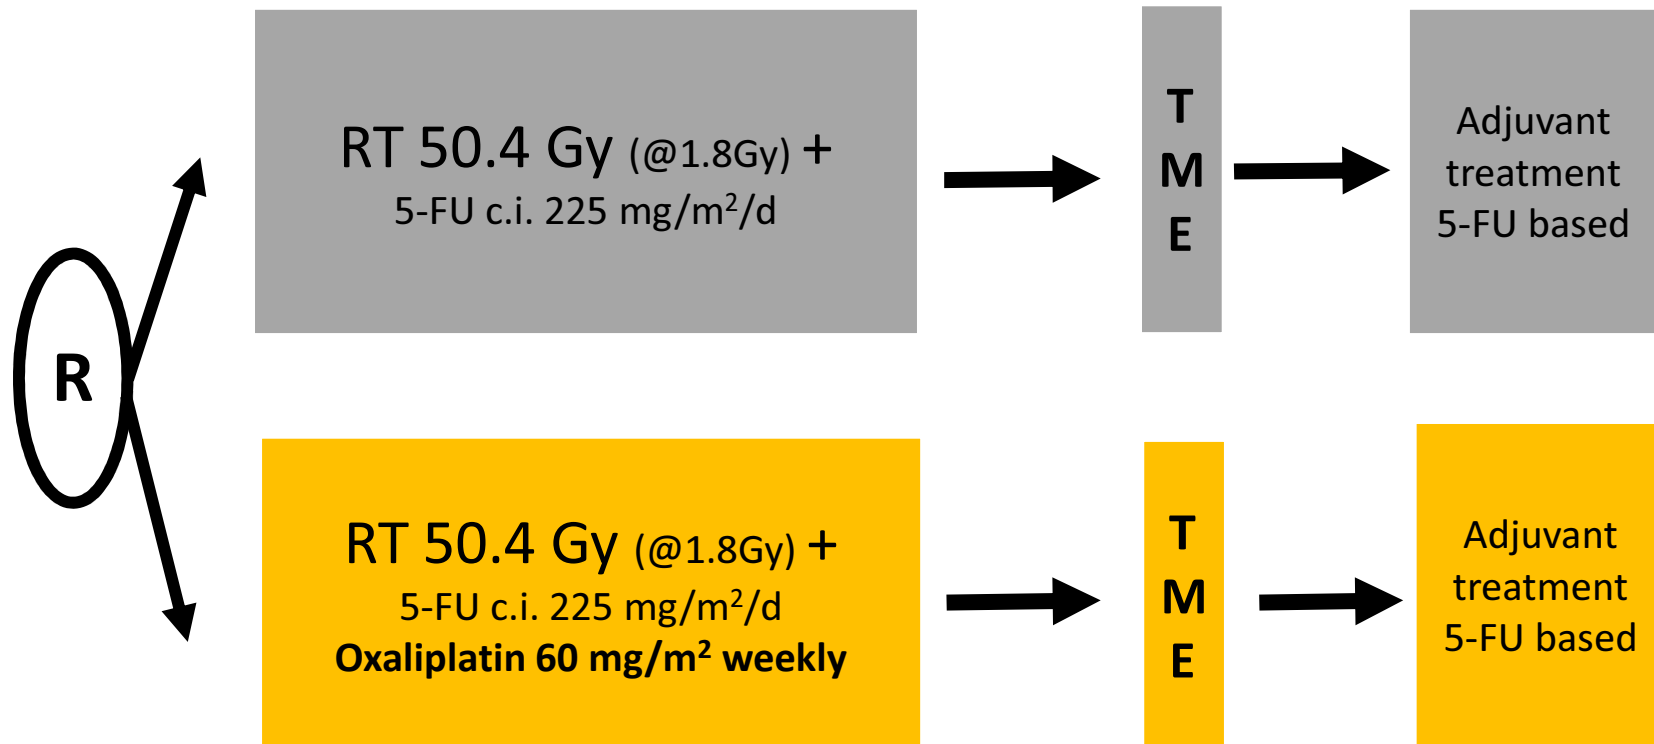 R
RT 50.4 Gy (@1.8Gy) +
5-FU c.i. 225 mg/m²/d
T
M
E
Adjuvant
treatment
5-FU based
RT 50.4 Gy (@1.8Gy) +
5-FU c.i. 225 mg/m²/d
Oxaliplatin 60 mg/m² weekly
T
M
E
Adjuvant
treatment
5-FU based